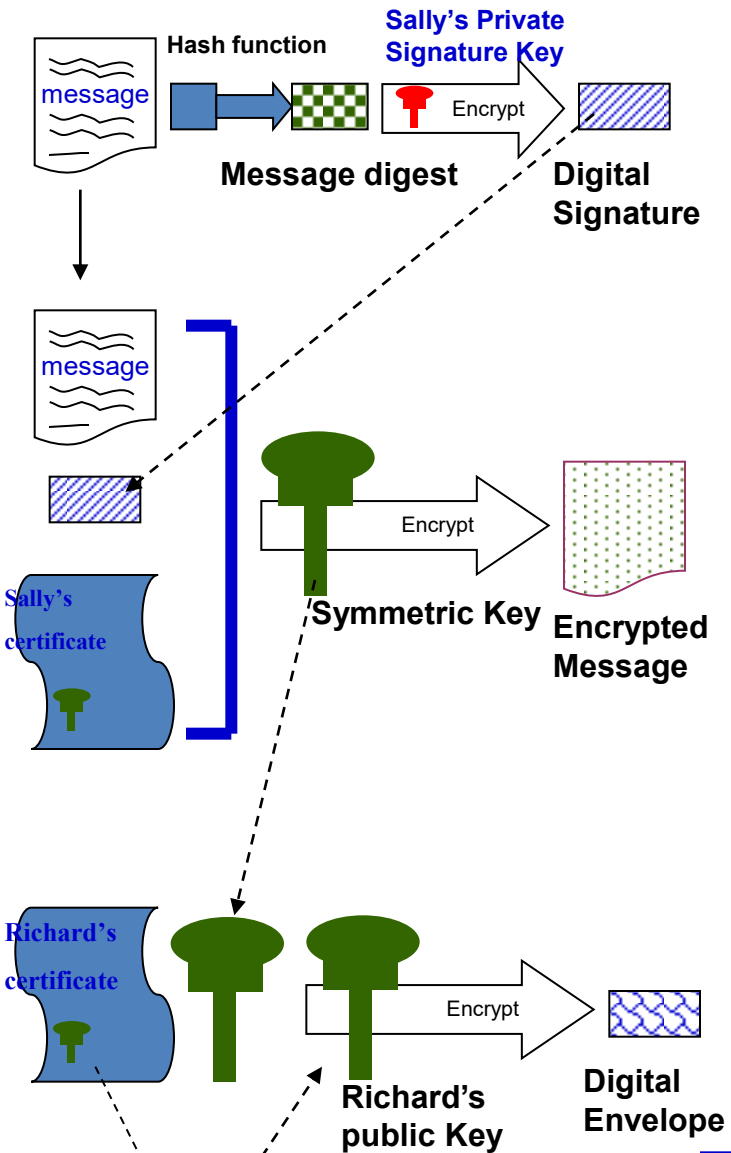 Hash function
Sally's Private
Signature Key
message
Encrypt
Message digest
Digital
Signature
message
Encrypt
Sally's
certificate
Symmetric Key
Encrypted
Message
Richard's
certificate
Encrypt
Richard's
public Key
Digital
Envelope